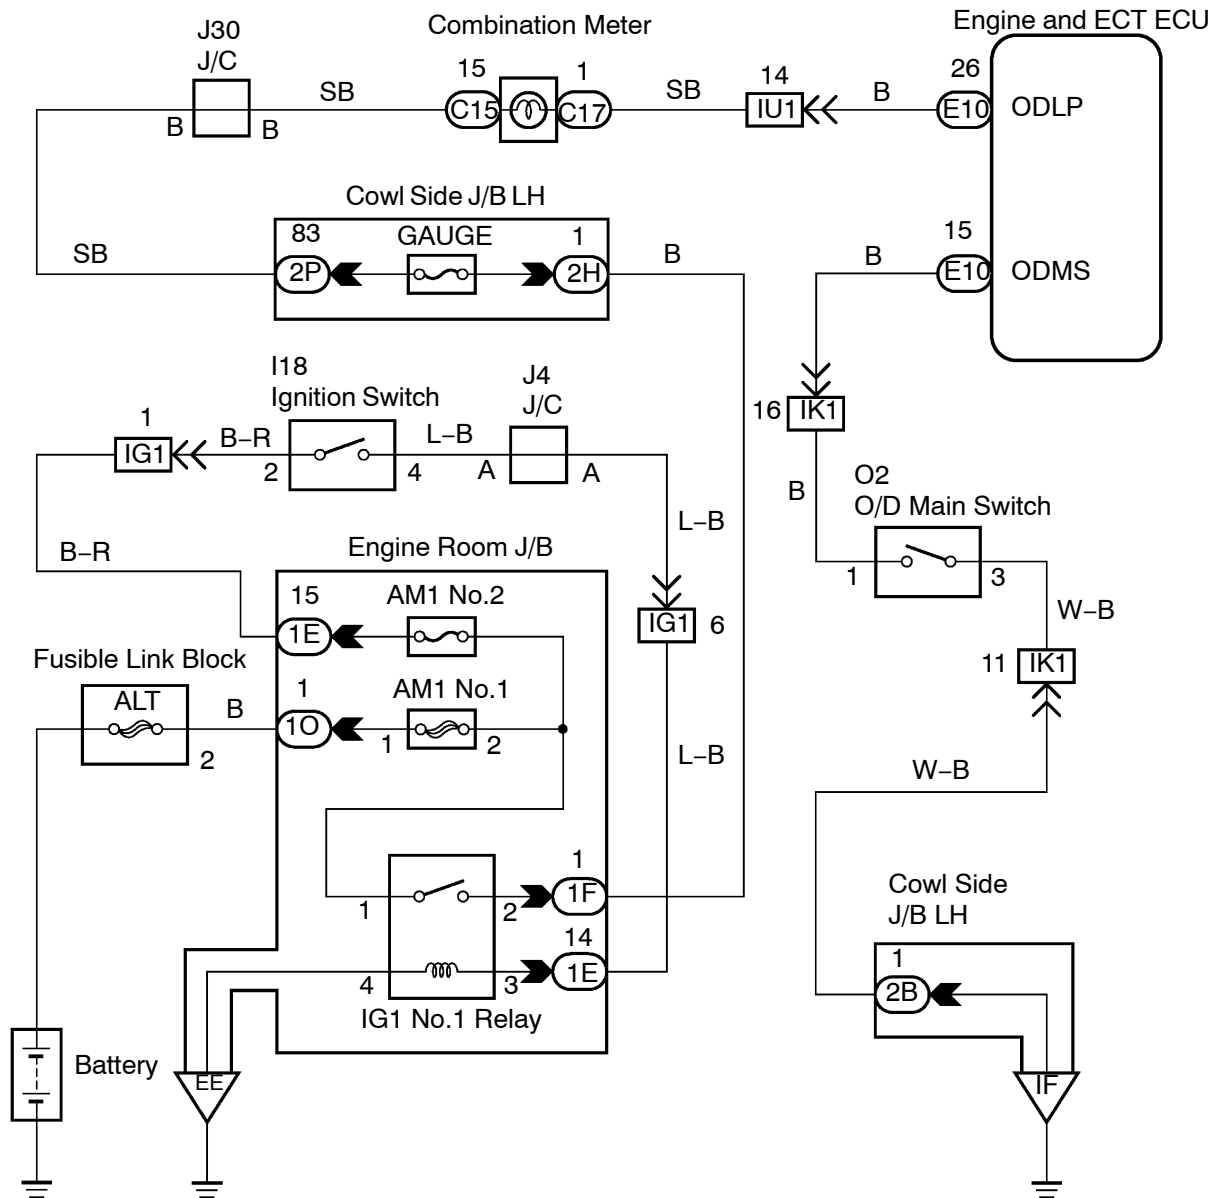 J30
J/C
Combination Meter
Engine and ECT ECU
15
1
14
26
SB
SB
B
C15
C17
IU1
E10
ODLP
B
B
Cowl Side J/B LH
83
GAUGE
1
15
SB
2P
2H
B
B
E10
ODMS
I18
Ignition Switch
J4
J/C
1
16
IK1
IG1
B–R
2
4
L–B
A
A
B
O2
O/D Main Switch
L–B
B–R
Engine Room J/B
1
3
15
AM1 No.2
W–B
1E
IG1
6
Fusible Link Block
11
IK1
1
AM1 No.1
ALT
B
1O
1
2
2
L–B
W–B
1
1
2
1F
Cowl Side
J/B LH
14
4
3
1E
1
2B
IG1 No.1 Relay
Battery
EE
IF